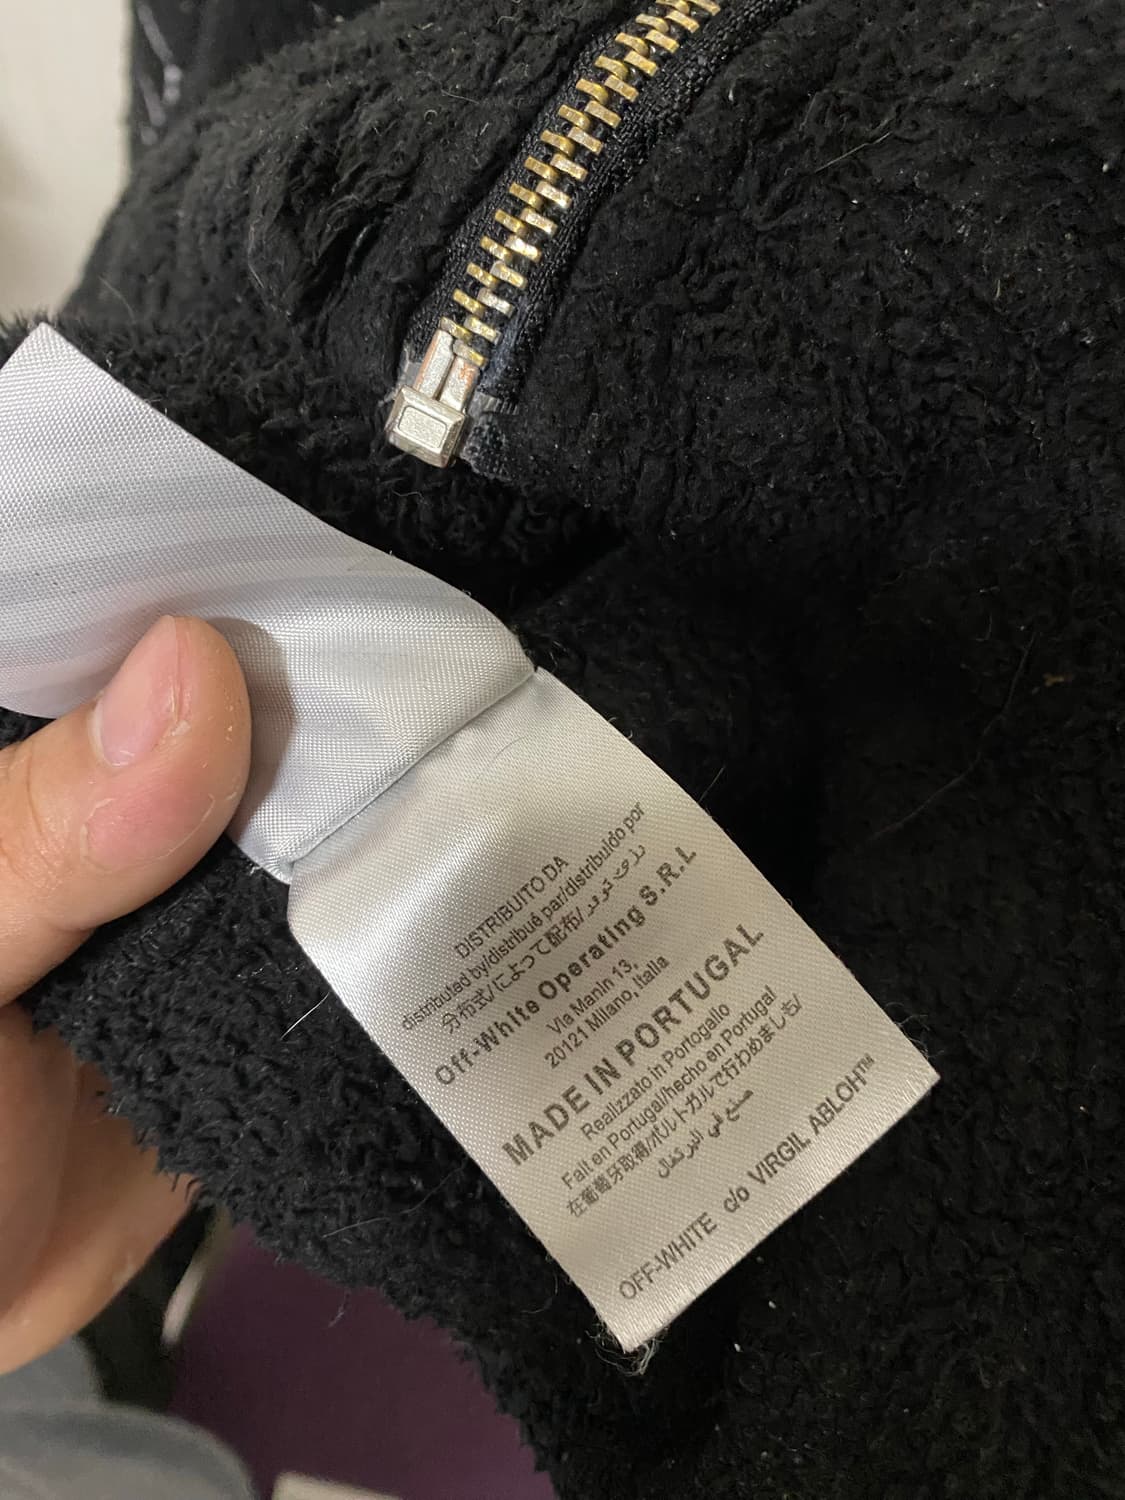 DISTRIBUITO DA
distributed by/distribué par/distribuido por
分布式/によって配布/
Off-White Operating S.R.L
Via Manin 13,
20121 Milano, Italia
MADE IN PORTUGAL
Realizzato in Portogallo
Fait en Portugal/hecho en Portugal
在葡萄牙取得/ポルトガルで行わめましも/
صنع في البرتغال
OFF-WHITE c/o VIRGIL ABLOH™